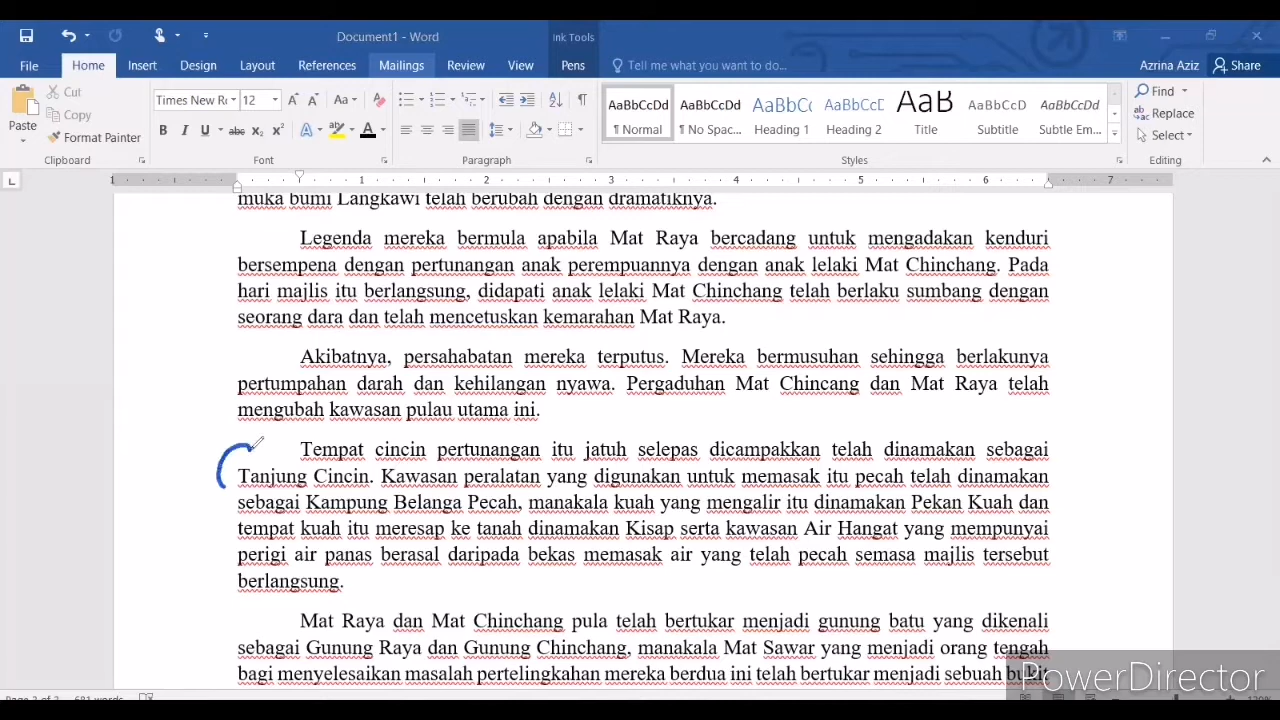 Document1 - Word
Ink Tools
File Home Insert Design Layout References Mailings Review View Pens Tell me what you want to do... Azrina Aziz Share
Paste
Cut
Copy
Format Painter
Clipboard
Times New R 12
Font
Paragraph
AaBbCcDd AaBbCcDd AaBbCc AaBbCcC AaB AaBbCcD AaBbCcDd
¶ Normal ¶ No Spac... Heading 1 Heading 2 Title Subtitle Subtle Em...
Styles
Find
Replace
Select
Editing
1 1 2 3 4 5 6 7
muka bumi Langkawi telah berubah dengan dramatiknya.
Legenda mereka bermula apabila Mat Raya bercadang untuk mengadakan kenduri
bersempena dengan pertunangan anak perempuannya dengan anak lelaki Mat Chinchang. Pada
hari majlis itu berlangsung, didapati anak lelaki Mat Chinchang telah berlaku sumbang dengan
seorang dara dan telah mencetuskan kemarahan Mat Raya.
Akibatnya, persahabatan mereka terputus. Mereka bermusuhan sehingga berlakunya
pertumpahan darah dan kehilangan nyawa. Pergaduhan Mat Chincang dan Mat Raya telah
mengubah kawasan pulau utama ini.
Tempat cincin pertunangan itu jatuh selepas dicampakkan telah dinamakan sebagai
Tanjung Cincin. Kawasan peralatan yang digunakan untuk memasak itu pecah telah dinamakan
sebagai Kampung Belanga Pecah, manakala kuah yang mengalir itu dinamakan Pekan Kuah dan
tempat kuah itu meresap ke tanah dinamakan Kisap serta kawasan Air Hangat yang mempunyai
perigi air panas berasal daripada bekas memasak air yang telah pecah semasa majlis tersebut
berlangsung.
Mat Raya dan Mat Chinchang pula telah bertukar menjadi gunung batu yang dikenali
sebagai Gunung Raya dan Gunung Chinchang, manakala Mat Sawar yang menjadi orang tengah
bagi menyelesaikan masalah pertelingkahan mereka berdua ini telah bertukar menjadi sebuah bukit
PowerDirector
681 words